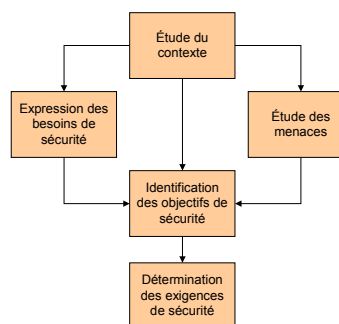 Étude du
contexte
Expression des
besoins de
sécurité
Étude des
menaces
Identification
des objectifs de
sécurité
Détermination
des exigences
de sécurité